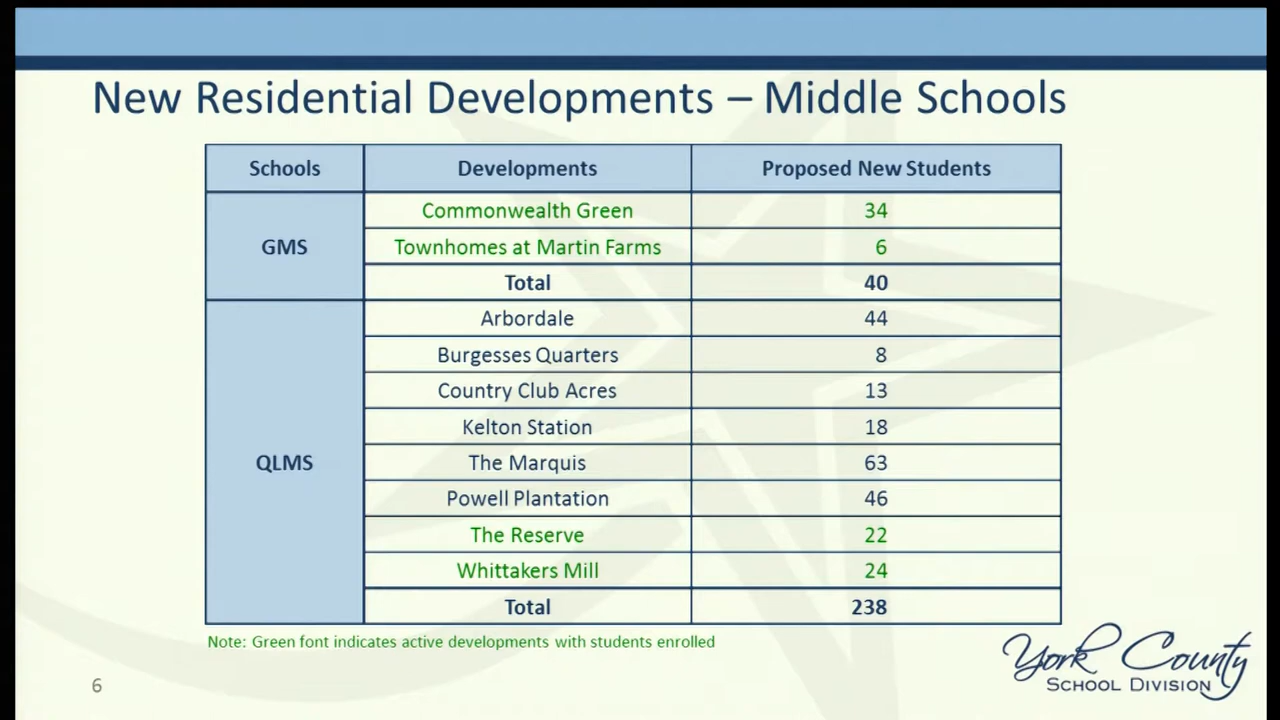 New Residential Developments – Middle Schools
Schools Developments Proposed New Students
GMS
Commonwealth Green 34
Townhomes at Martin Farms 6
Total 40
QLMS
Arbordale 44
Burgesses Quarters 8
Country Club Acres 13
Kelton Station 18
The Marquis 63
Powell Plantation 46
The Reserve 22
Whittakers Mill 24
Total 238
Note: Green font indicates active developments with students enrolled
York County
SCHOOL DIVISION
6